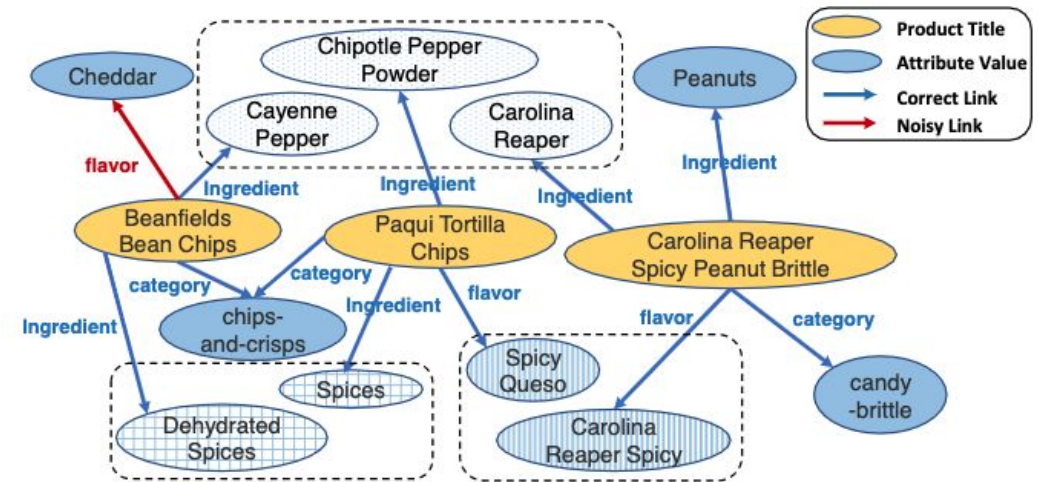 Product Title
Attribute Value
Correct Link
Noisy Link
Chipotle Pepper
Powder
Cheddar
Peanuts
Cayenne
Pepper
Carolina
Reaper
flavor
Ingredient
Ingredient
Ingredient
Ingredient
Beanfields
Bean Chips
Paqui Tortilla
Chips
Carolina Reaper
Spicy Peanut Brittle
category
category
flavor
Ingredient
Ingredient
flavor
category
chips-
and-crisps
Spicy
Queso
Spices
candy
-brittle
Dehydrated
Spices
Carolina
Reaper Spicy